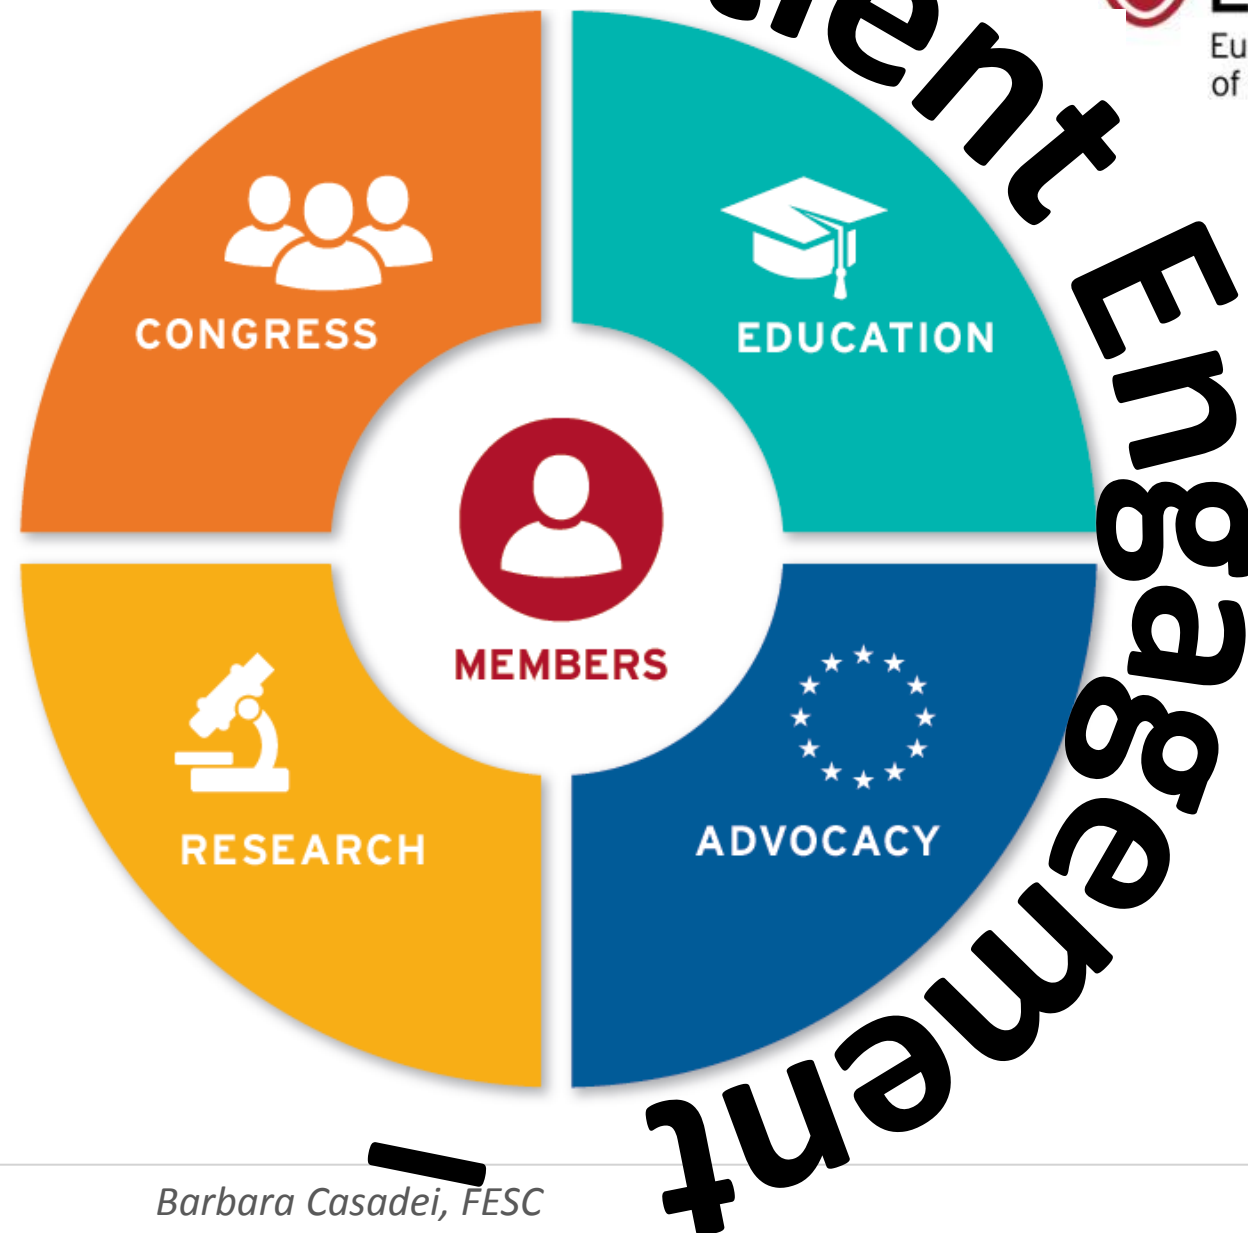 Eu
of
CONGRESS
EDUCATION
MEMBERS
RESEARCH
ADVOCACY
Engagement
Barbara Casadei, FESC